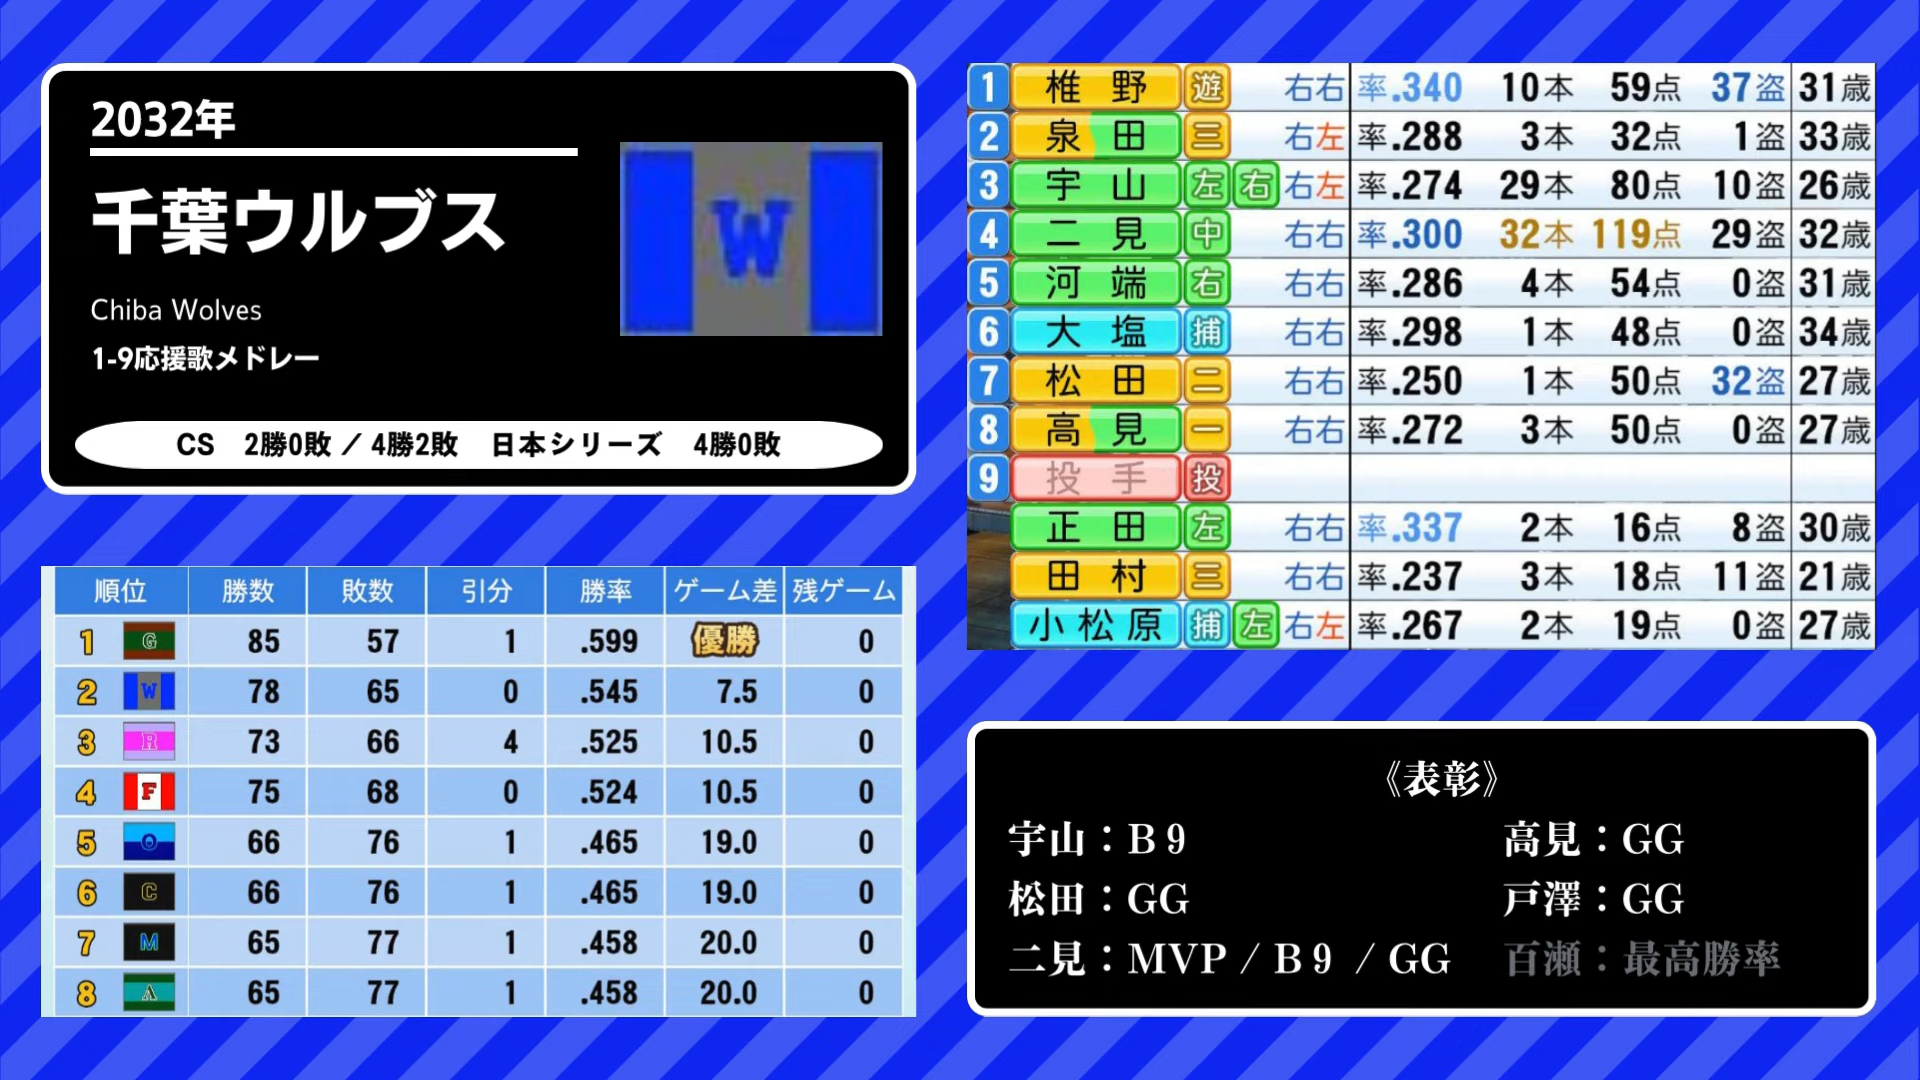 2032年
千葉ウルブス
Chiba Wolves
1-9応援歌メドレー
W
CS 2勝0敗 / 4勝2敗 日本シリーズ 4勝0敗
1 椎野 遊 右右 率.340 10本 59点 37盗 31歳
2 泉田 三 右左 率.288 3本 32点 1盗 33歳
3 宇山 左 右 右左 率.274 29本 80点 10盗 26歳
4 二見 中 右右 率.300 32本 119点 29盗 32歳
5 河端 右 右右 率.286 4本 54点 0盗 31歳
6 大塩 捕 右右 率.298 1本 48点 0盗 34歳
7 松田 二 右右 率.250 1本 50点 32盗 27歳
8 高見 一 右右 率.272 3本 50点 0盗 27歳
9 投手 投
正田 左 右右 率.337 2本 16点 8盗 30歳
田村 三 右右 率.237 3本 18点 11盗 21歳
小松原 捕 左 右左 率.267 2本 19点 0盗 27歳
順位 勝数 敗数 引分 勝率 ゲーム差 残ゲーム
1 G 85 57 1 .599 優勝 0
2 W 78 65 0 .545 7.5 0
3 R 73 66 4 .525 10.5 0
4 F 75 68 0 .524 10.5 0
5 O 66 76 1 .465 19.0 0
6 C 66 76 1 .465 19.0 0
7 M 65 77 1 .458 20.0 0
8 Λ 65 77 1 .458 20.0 0
《表彰》
宇山：B９ 高見：GG
松田：GG 戸澤：GG
二見：MVP / B９ / GG 百瀬：最高勝率